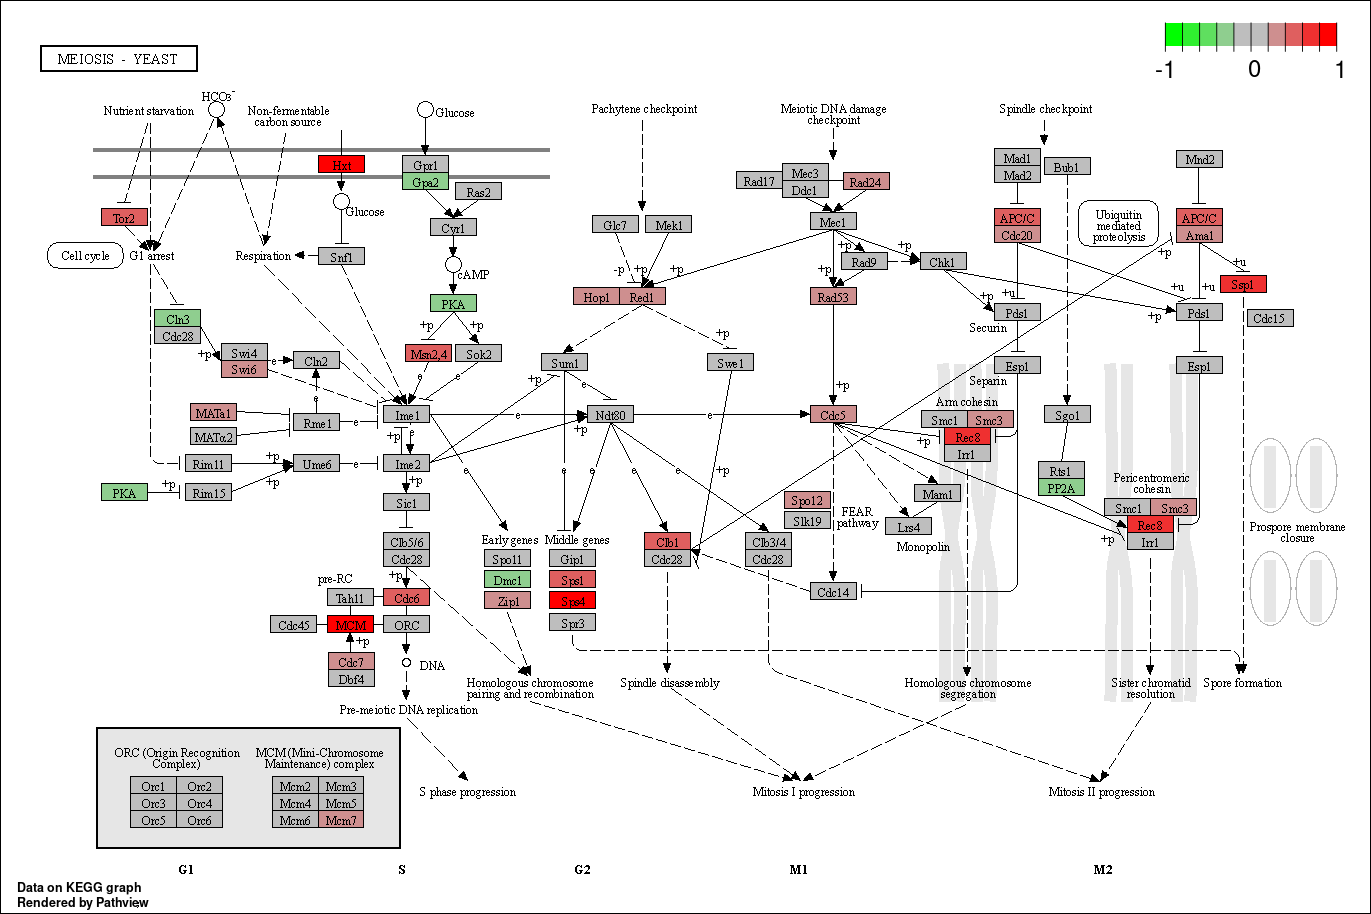 MEIOSIS - YEAST
-1 0 1
HCO3-
Nutrient starvation
Non-fermentable
carbon source
Glucose
Pachytene checkpoint
Meiotic DNA damage
checkpoint
Spindle checkpoint
Hxt
Gpr1
Gpa2
Ras2
Glucose
Tor2
Cyr1
Glc7
Mek1
Rad17
Mec3
Ddc1
Rad24
Mec1
Mad1
Mad2
Bub1
Mnd2
APC/C
Cdc20
Ubiquitin
mediated
proteolysis
APC/C
Ama1
Cell cycle
G1 arrest
Respiration
Snf1
cAMP
-p
+p
+p
+p
Rad9
+p
Chk1
+p
+p
+u
Ssp1
PKA
Hop1
Red1
Rad53
+p
+u
Pds1
Securin
+u
+p
Pds1
Cdc15
Cln3
Cdc28
+p
Swi4
Swi6
e
Cln2
+p
+p
Msn2,4
Sok2
e
e
Sum1
+p
+p
Swe1
Esp1
Separin
Esp1
MATa1
MATα2
e
Rme1
e
Ime1
e
Ndt80
+p
e
+p
Cdc5
Arm cohesin
Smc1
Smc3
Rec8
Irr1
+p
Sgo1
Rim11
+p
Ume6
e
+p
e
Ime2
PKA
+p
Rim15
+p
+p
Sic1
e
e
e
e
e
+p
Rts1
PP2A
Mam1
Lrs4
Monopolin
Spo12
Slk19
FEAR
pathway
Pericentromeric
cohesin
Smc1
Smc3
Rec8
Irr1
+p
Prospore membrane
closure
Clb5/6
Cdc28
+p
Early genes
Spo11
Dmc1
Zip1
Middle genes
Gip1
Sps1
Sps4
Spr3
Clb1
Cdc28
Clb3/4
Cdc28
Cdc14
pre-RC
Tah11
Cdc6
Cdc45
MCM
ORC
+p
Cdc7
Dbf4
DNA
Homologous chromosome
pairing and recombination
Spindle disassembly
Homologous chromosome
segregation
Sister chromatid
resolution
Spore formation
Pre-meiotic DNA replication
ORC (Origin Recognition
Complex)
Orc1 Orc2
Orc3 Orc4
Orc5 Orc6
MCM (Mini-Chromosome
Maintenance) complex
Mcm2 Mcm3
Mcm4 Mcm5
Mcm6 Mcm7
S phase progression
Mitosis I progression
Mitosis II progression
G1 S G2 M1 M2
Data on KEGG graph
Rendered by Pathview